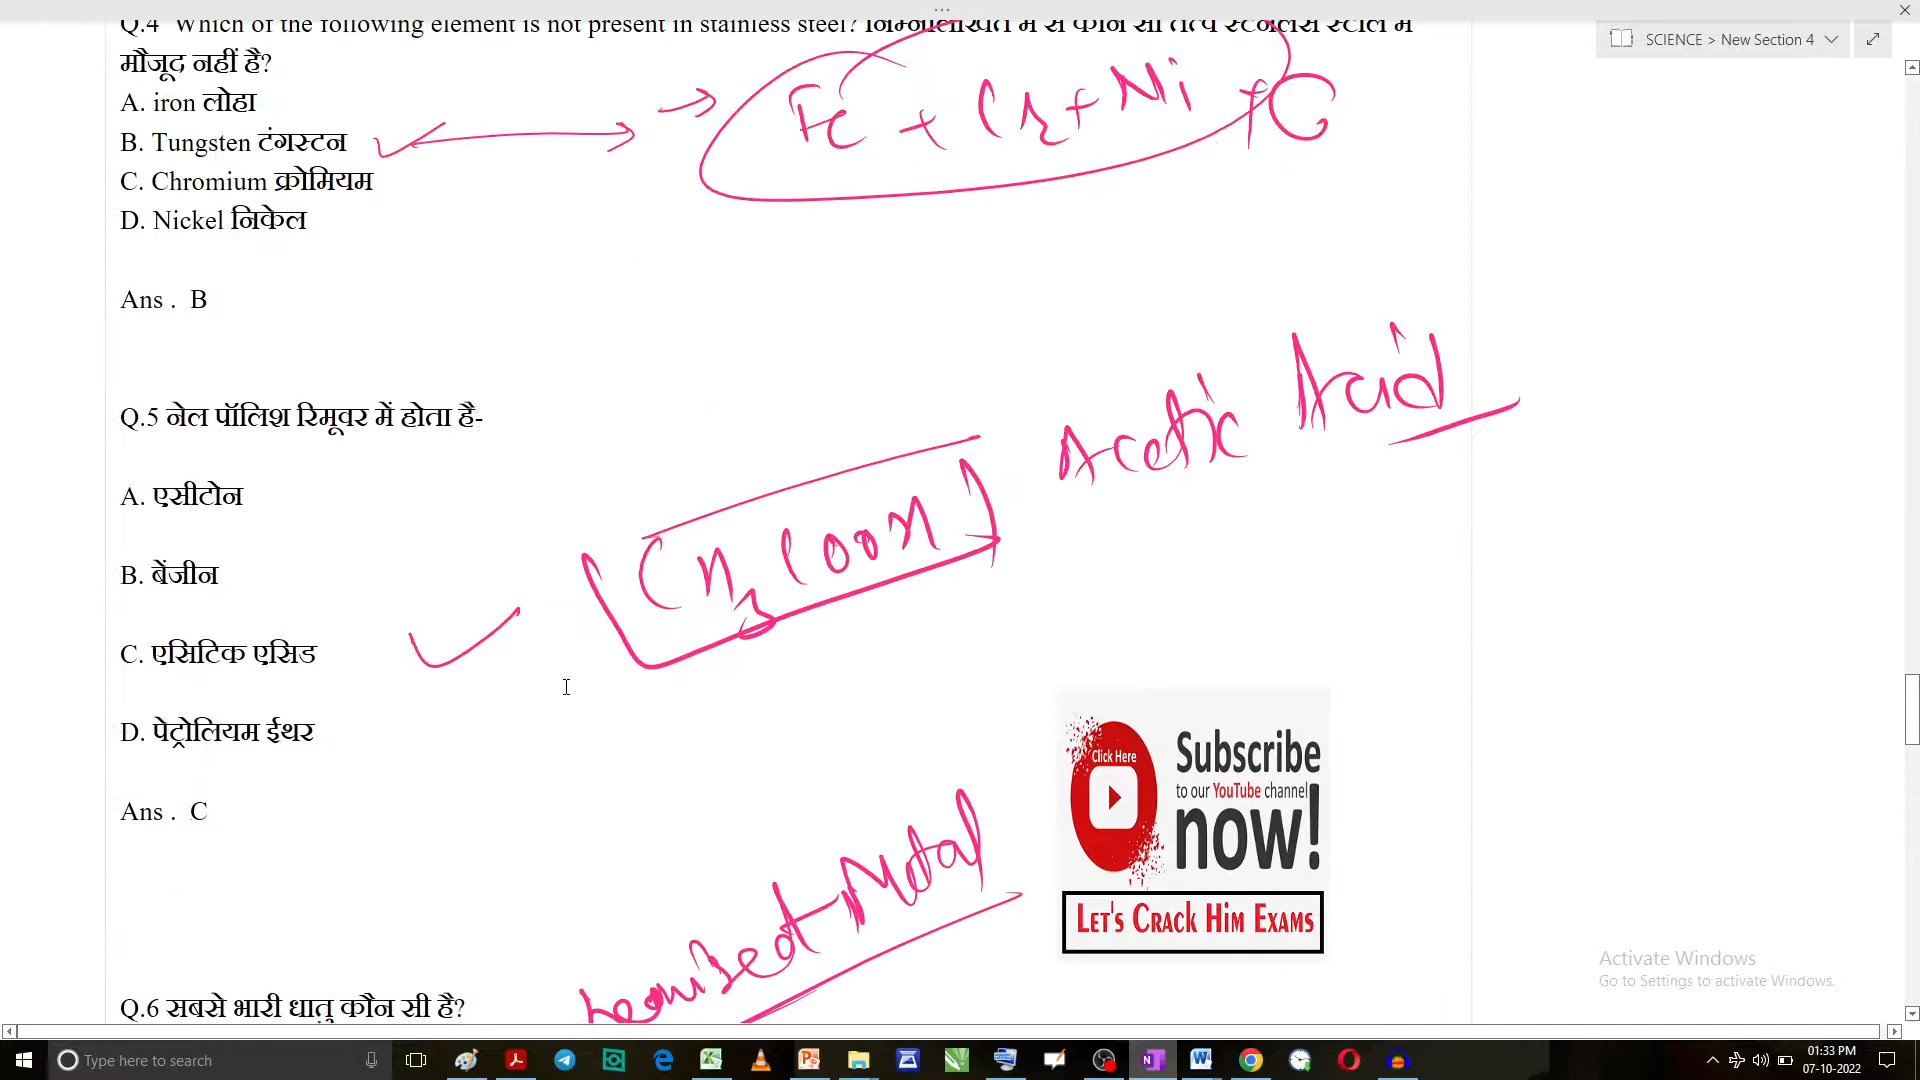 Q.4 Which of the following element is not present in stainless steel? निम्नलिखित में से कौन सा तत्व स्टेनलेस स्टील में
मौजूद नहीं है?
A. iron लोहा
B. Tungsten टंगस्टन
C. Chromium क्रोमियम
D. Nickel निकेल
Fe + Cr + Ni + C
Ans . B
Q.5 नेल पॉलिश रिमूवर में होता है-
A. एसीटोन
B. बेंजीन
C. एसिटिक एसिड
D. पेट्रोलियम ईथर
CH3COOH
Acetic Acid
Ans . C
Metal
Q.6 सबसे भारी धातु कौन सी है?
Click Here
Subscribe
to our YouTube channel
now!
LET'S CRACK HIM EXAMS
SCIENCE > New Section 4
Activate Windows
Go to Settings to activate Windows.
Type here to search
01:33 PM
07-10-2022